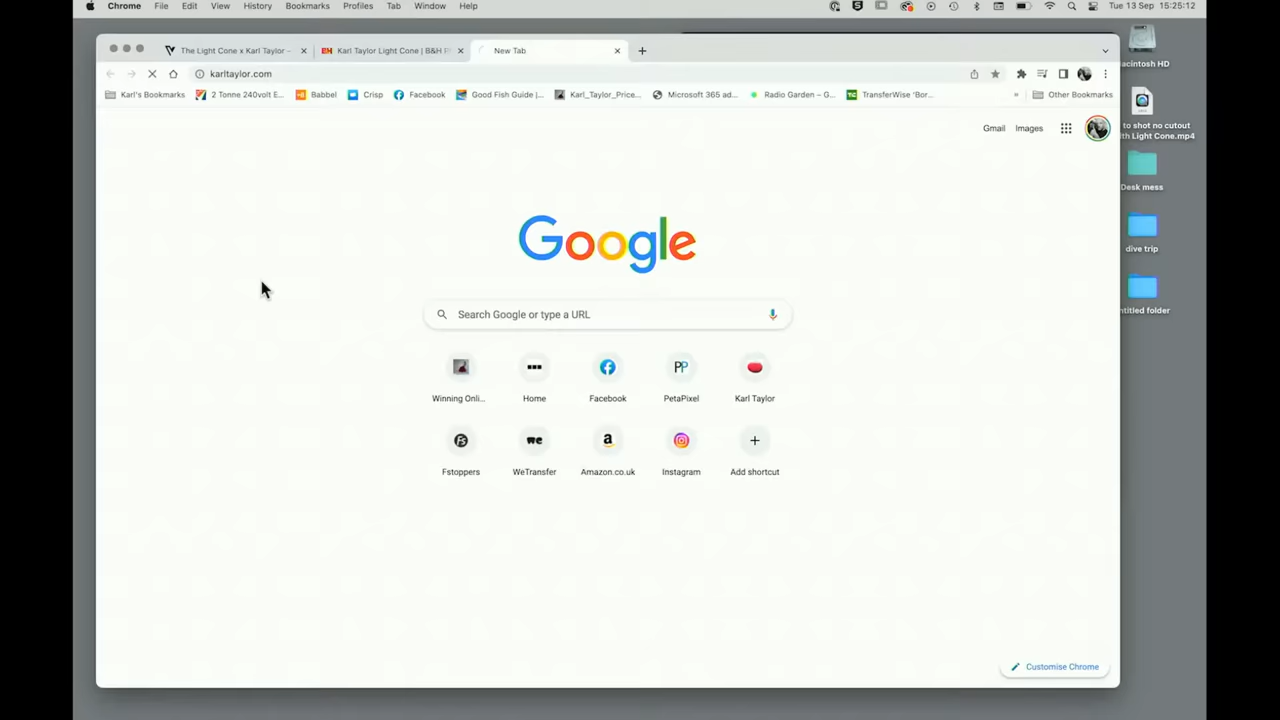 Chrome File Edit View History Bookmarks Profiles Tab Window Help Tue 13 Sep 15:25:12
The Light Cone x Karl Taylor - Karl Taylor Light Cone | B&H P New Tab
karltaylor.com
Karl's Bookmarks 2 Tonne 240volt E... Babbel Crisp Facebook Good Fish Guide |... Karl_Taylor_Price... Microsoft 365 ad... Radio Garden – G... TransferWise 'Bor... » Other Bookmarks
Gmail Images
Google
Search Google or type a URL
Winning Onli... Home Facebook PetaPixel Karl Taylor
Fstoppers WeTransfer Amazon.co.uk Instagram Add shortcut
Customise Chrome
acintosh HD
to shot no cutout
th Light Cone.mp4
Desk mess
dive trip
ntitled folder